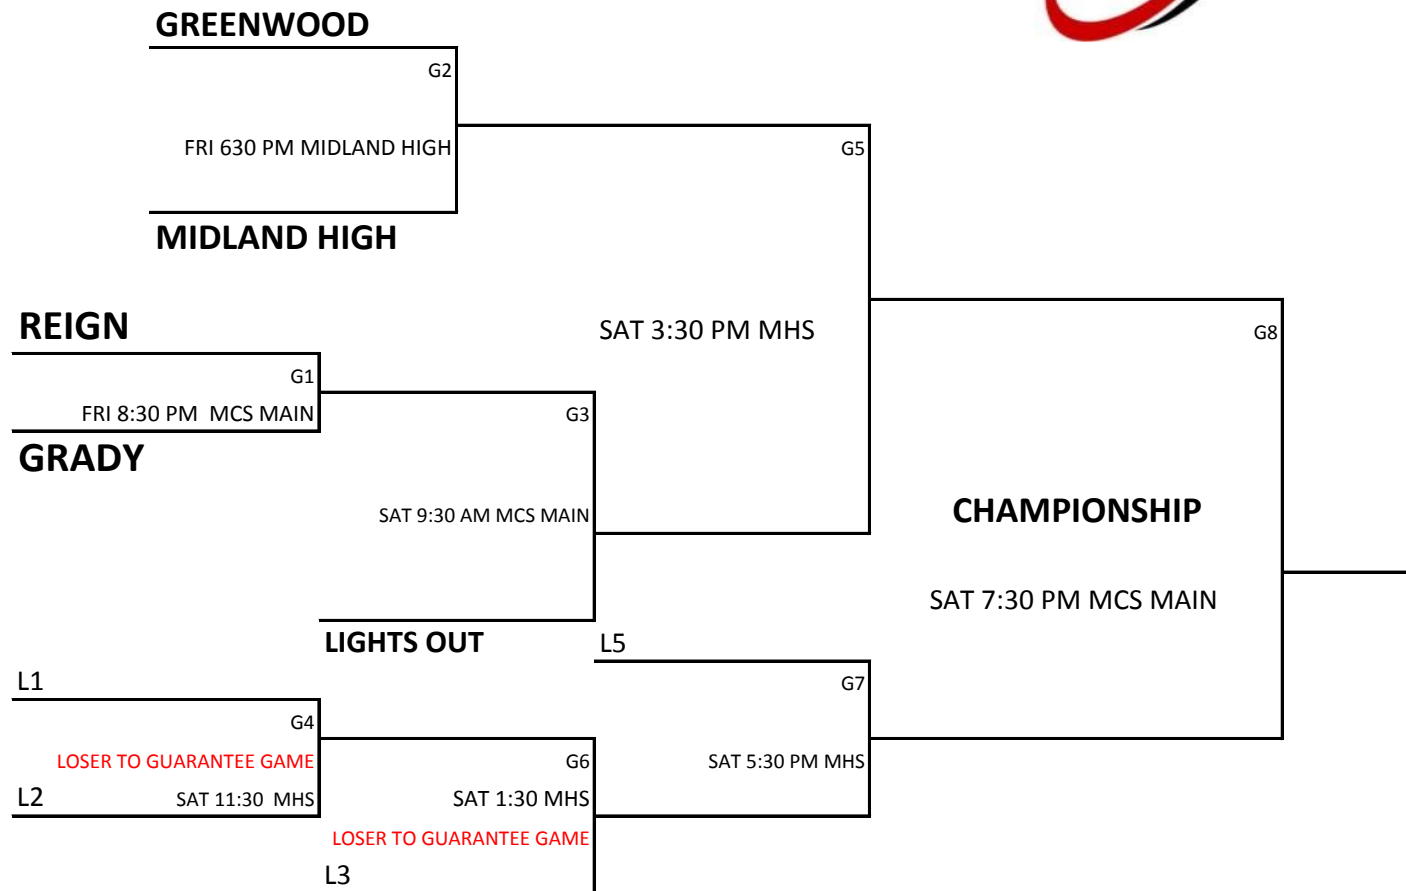 GREENWOOD
G2
FRI 630 PM MIDLAND HIGH
G5
MIDLAND HIGH
REIGN
SAT 3:30 PM MHS
G8
G1
FRI 8:30 PM  MCS MAIN
G3
GRADY
SAT 9:30 AM MCS MAIN
CHAMPIONSHIP
SAT 7:30 PM MCS MAIN
LIGHTS OUT
L5
L1
G7
G4
LOSER TO GUARANTEE GAME
G6
SAT 5:30 PM MHS
L2
SAT 11:30  MHS
SAT 1:30 MHS
LOSER TO GUARANTEE GAME
L3